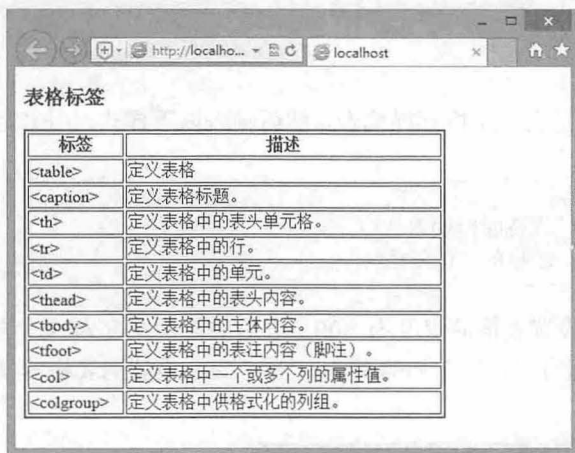 http://localho...
localhost
表格标签
标签 描述
<table> 定义表格
<caption> 定义表格标题。
<th> 定义表格中的表头单元格。
<tr> 定义表格中的行。
<td> 定义表格中的单元。
<thead> 定义表格中的表头内容。
<tbody> 定义表格中的主体内容。
<tfoot> 定义表格中的表注内容（脚注）。
<col> 定义表格中一个或多个列的属性值。
<colgroup> 定义表格中供格式化的列组。